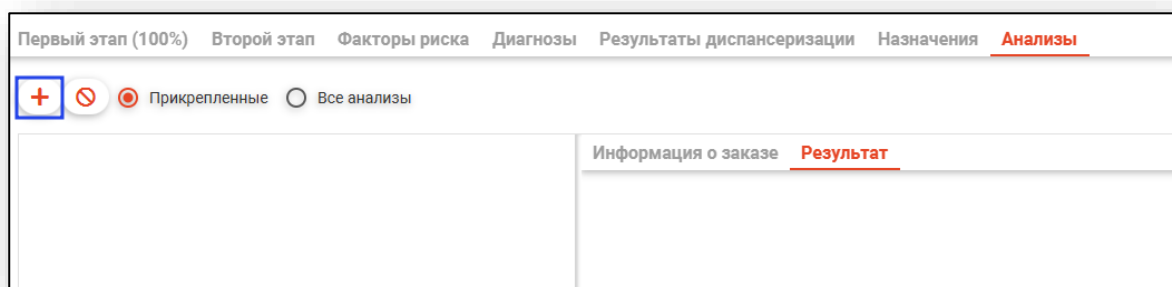 Первый этап (100%) Второй этап Факторы риска Диагнозы Результаты диспансеризации Назначения Анализы
Прикрепленные Все анализы
Информация о заказе Результат